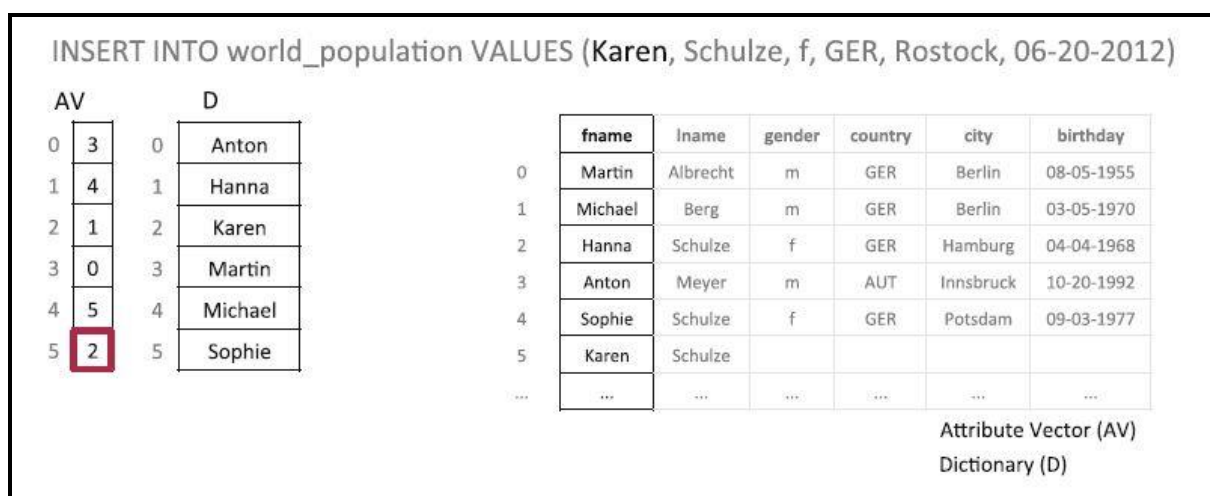 INSERT INTO world_population VALUES (Karen, Schulze, f, GER, Rostock, 06-20-2012)
AV D
0 3 0 Anton
1 4 1 Hanna
2 1 2 Karen
3 0 3 Martin
4 5 4 Michael
5 2 5 Sophie
fname lname gender country city birthday
0 Martin Albrecht m GER Berlin 08-05-1955
1 Michael Berg m GER Berlin 03-05-1970
2 Hanna Schulze f GER Hamburg 04-04-1968
3 Anton Meyer m AUT Innsbruck 10-20-1992
4 Sophie Schulze f GER Potsdam 09-03-1977
5 Karen Schulze
... ... ... ... ... ... ...
Attribute Vector (AV)
Dictionary (D)